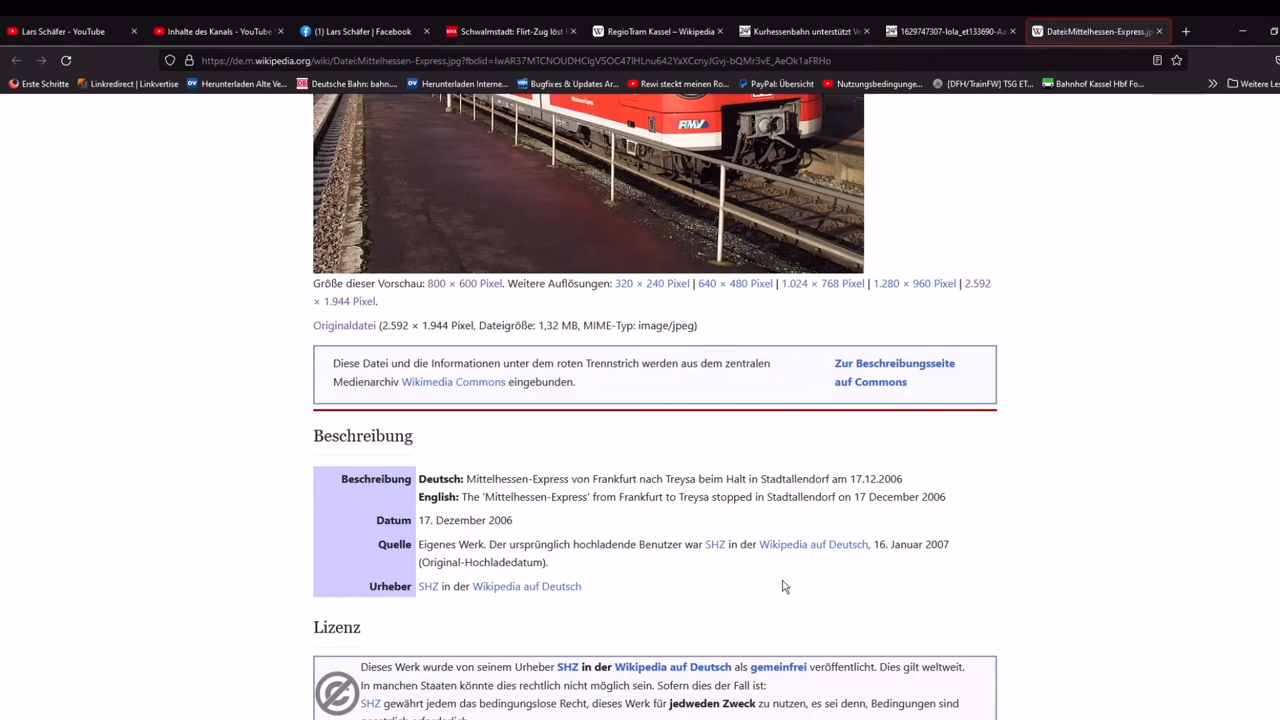 Lars Schäfer - YouTube
Inhalte des Kanals - YouTube S
(1) Lars Schäfer | Facebook
Schwalmstadt: Flirt-Zug löst F
RegioTram Kassel – Wikipedia
Kurhessenbahn unterstützt V
1629747307-lola_et133690-Aa
Datei:Mittelhessen-Express.jp
https://de.m.wikipedia.org/wiki/Datei:Mittelhessen-Express.jpg?fbclid=IwAR37MTCNOUDHCIgV5OC47IHLnu642YaXCcnyJGvj-bQMr3vE_AeOk1aFRHo
Erste Schritte
Linkredirect | Linkvertise
Herunterladen Alte Ve...
Deutsche Bahn: bahn....
Herunterladen Interne...
Bugfixes & Updates Ar...
Rewi steckt meinen Ro...
PayPal: Übersicht
Nutzungsbedingunge...
[DFH/TrainFW] TSG ET...
Bahnhof Kassel Hbf Fo...
Weitere Les
RMV
Größe dieser Vorschau: 800 × 600 Pixel. Weitere Auflösungen: 320 × 240 Pixel | 640 × 480 Pixel | 1.024 × 768 Pixel | 1.280 × 960 Pixel | 2.592
× 1.944 Pixel.
Originaldatei (2.592 × 1.944 Pixel, Dateigröße: 1,32 MB, MIME-Typ: image/jpeg)
Diese Datei und die Informationen unter dem roten Trennstrich werden aus dem zentralen
Medienarchiv Wikimedia Commons eingebunden.
Zur Beschreibungsseite
auf Commons
Beschreibung
Beschreibung Deutsch: Mittelhessen-Express von Frankfurt nach Treysa beim Halt in Stadtallendorf am 17.12.2006
English: The 'Mittelhessen-Express' from Frankfurt to Treysa stopped in Stadtallendorf on 17 December 2006
Datum 17. Dezember 2006
Quelle Eigenes Werk. Der ursprünglich hochladende Benutzer war SHZ in der Wikipedia auf Deutsch, 16. Januar 2007
(Original-Hochladedatum).
Urheber SHZ in der Wikipedia auf Deutsch
Lizenz
Dieses Werk wurde von seinem Urheber SHZ in der Wikipedia auf Deutsch als gemeinfrei veröffentlicht. Dies gilt weltweit.
In manchen Staaten könnte dies rechtlich nicht möglich sein. Sofern dies der Fall ist:
SHZ gewährt jedem das bedingungslose Recht, dieses Werk für jedweden Zweck zu nutzen, es sei denn, Bedingungen sind